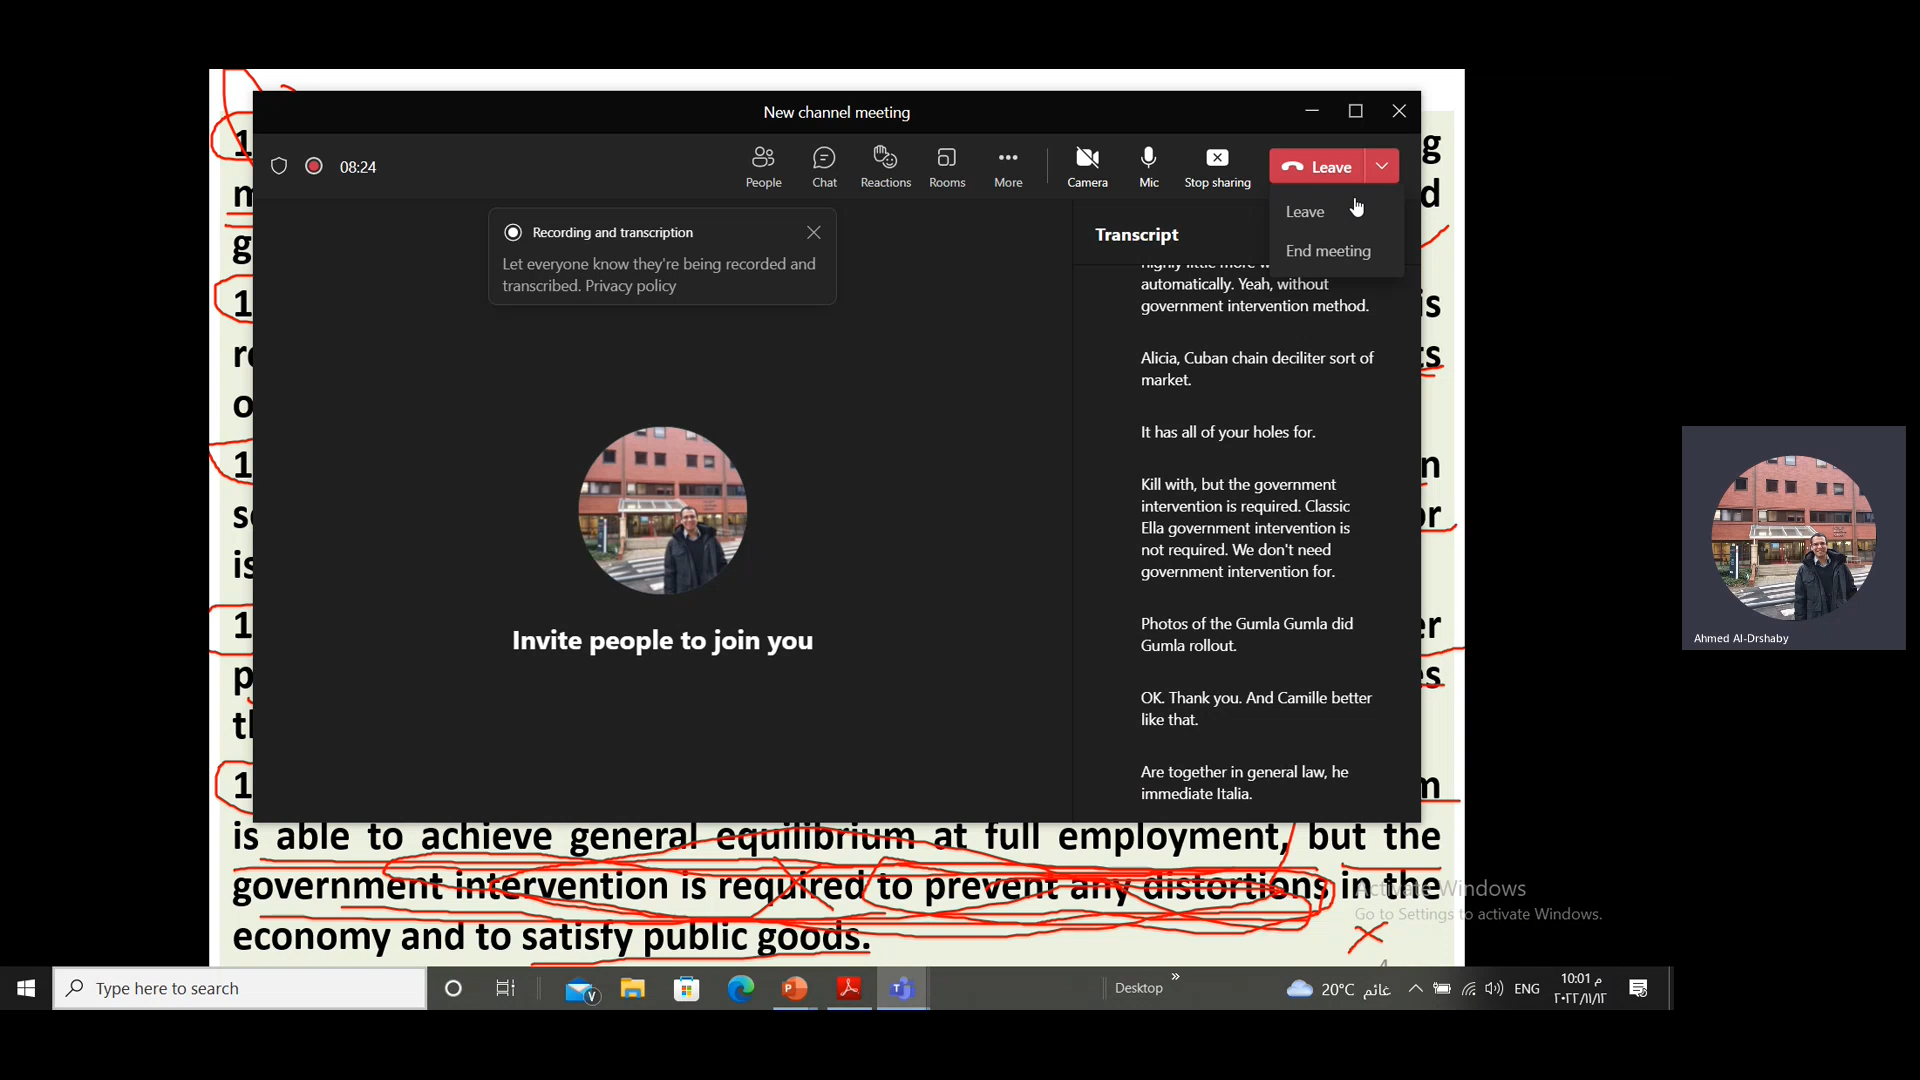 New channel meeting
08:24
People
Chat
Reactions
Rooms
More
Camera
Mic
Stop sharing
Leave
Leave
End meeting
Recording and transcription
Let everyone know they're being recorded and
transcribed. Privacy policy
Transcript
automatically. Yeah, without
government intervention method.
Alicia, Cuban chain deciliter sort of
market.
It has all of your holes for.
Kill with, but the government
intervention is required. Classic
Ella government intervention is
not required. We don't need
government intervention for.
Photos of the Gumla Gumla did
Gumla rollout.
OK. Thank you. And Camille better
like that.
Are together in general law, he
immediate Italia.
Invite people to join you
Ahmed Al-Drshaby
is able to achieve general equilibrium at full employment, but the
government intervention is required to prevent any distortions in the
economy and to satisfy public goods.
Activate Windows
Go to Settings to activate Windows.
Type here to search
Desktop
20°C غائم
ENG
10:01 م
٢٠٢٢/١١/١٢